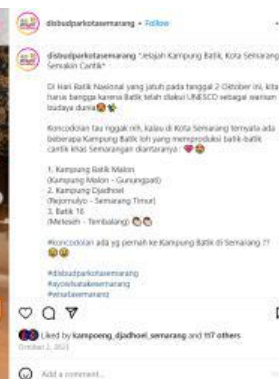 disbudparkotasemarang • Follow
disbudparkotasemarang "Jelajah Kampung Batik, Kota Semarang
Semakin Cantik"
Di Hari Batik Nasional yang jatuh pada tanggal 2 Oktober ini, kita
harus bangga karena Batik telah diakui UNESCO sebagai warisan
budaya dunia
Koncodolan tau nggak nih, kalau di Kota Semarang ternyata ada
beberapa Kampung Batik loh yang memproduksi batik-batik
cantik khas Semarangan diantaranya :
1. Kampung Batik Malon
(Kampung Malon - Gunungpati)
2. Kampung Djadhoel
(Rejomulyo - Semarang Timur)
3. Batik 16
(Meteseh - Tembalang)
#koncodolan ada yg pernah ke Kampung Batik di Semarang ??
#disbudparkotasemarang
#ayowisatakesemarang
#wisatasemarang
Liked by kampoeng_djadhoel_semarang and 117 others
October 2, 2023
Add a comment...